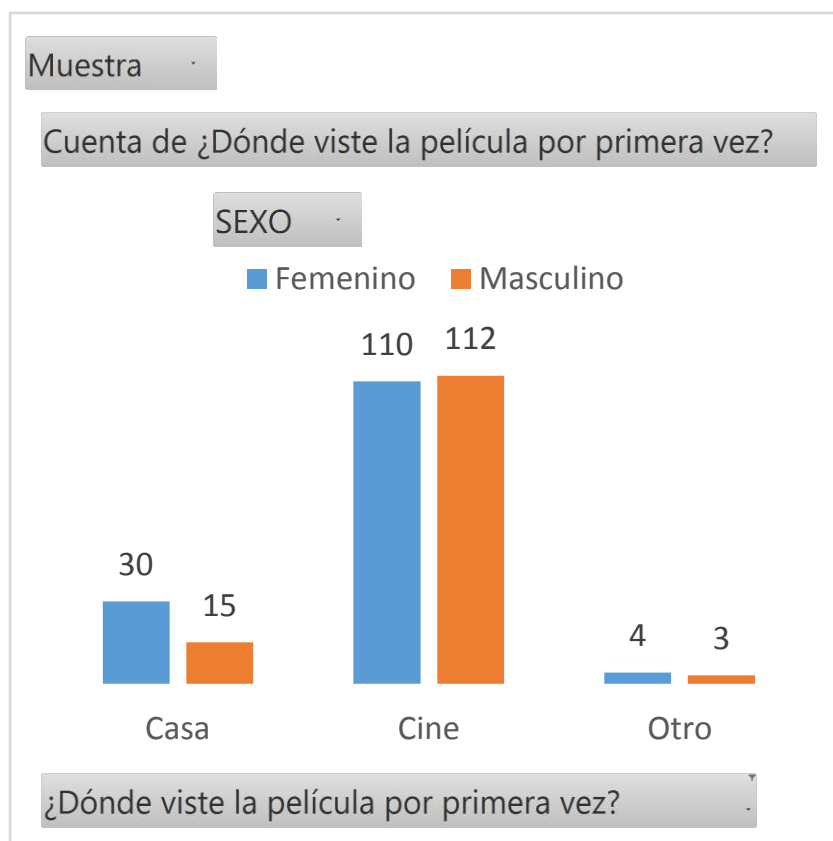 Muestra
Cuenta de ¿Dónde viste la película por primera vez?
SEXO
Femenino Masculino
110 112
30
15
4 3
Casa Cine Otro
¿Dónde viste la película por primera vez?